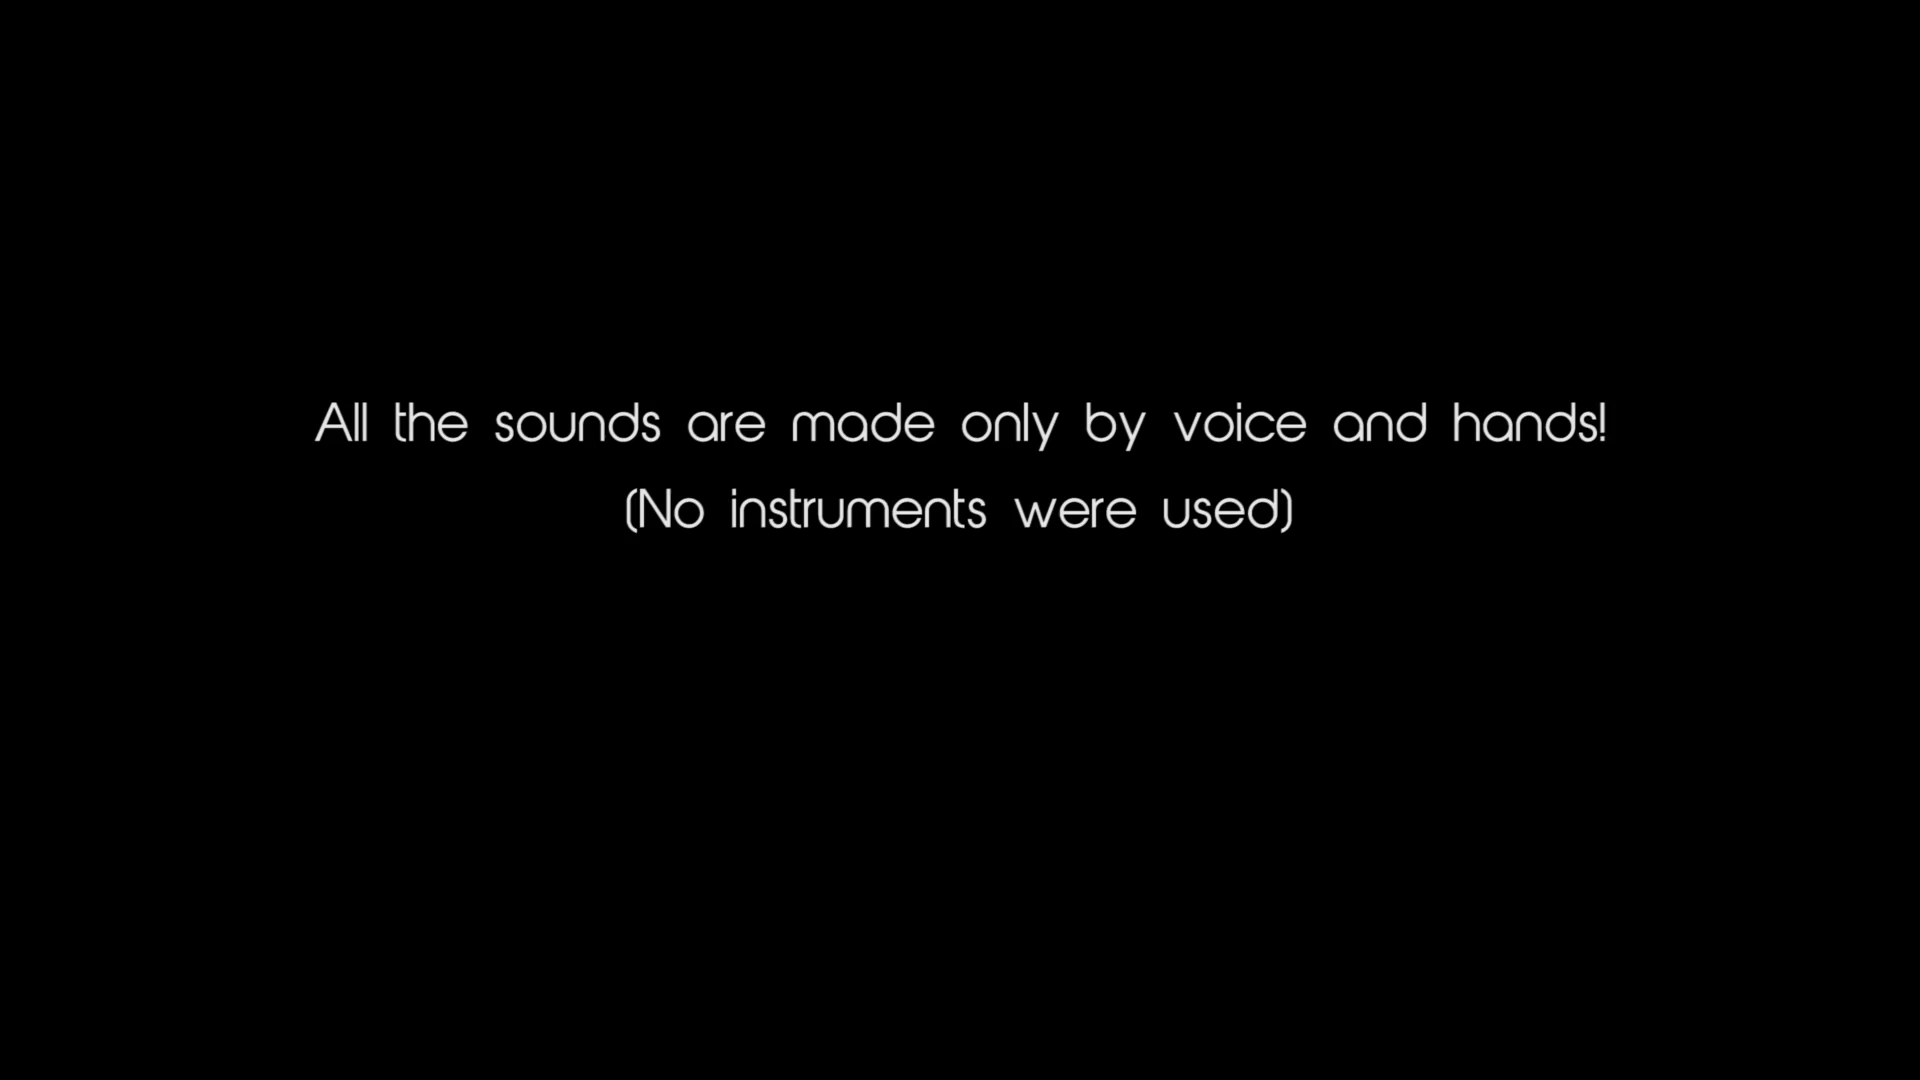 All the sounds are made only by voice and hands!
(No instruments were used)